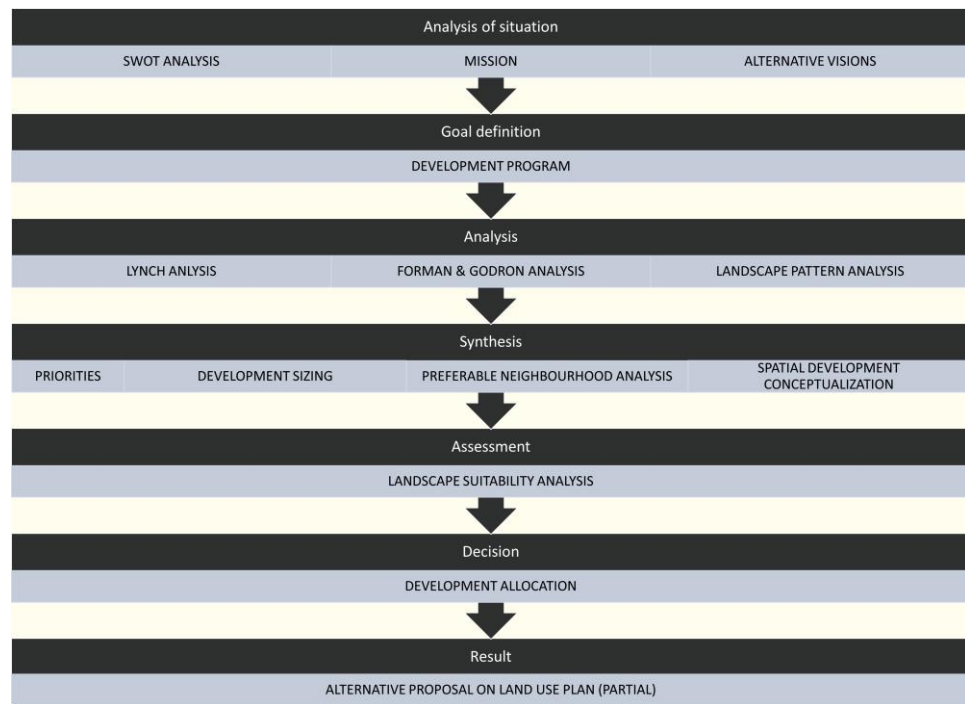 Analysis of situation
SWOT ANALYSIS
MISSION
ALTERNATIVE VISIONS
Goal definition
DEVELOPMENT PROGRAM
Analysis
LYNCH ANLYSIS
FORMAN & GODRON ANALYSIS
LANDSCAPE PATTERN ANALYSIS
Synthesis
PRIORITIES
DEVELOPMENT SIZING
PREFERABLE NEIGHBOURHOOD ANALYSIS
SPATIAL DEVELOPMENT
CONCEPTUALIZATION
Assessment
LANDSCAPE SUITABILITY ANALYSIS
Decision
DEVELOPMENT ALLOCATION
Result
ALTERNATIVE PROPOSAL ON LAND USE PLAN (PARTIAL)